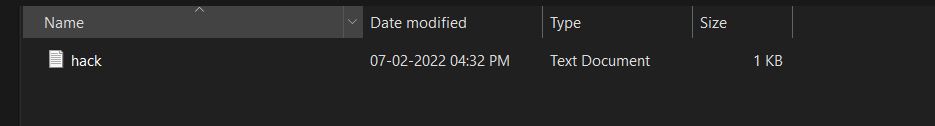 Name Date modified Type Size
hack 07-02-2022 04:32 PM Text Document 1 KB